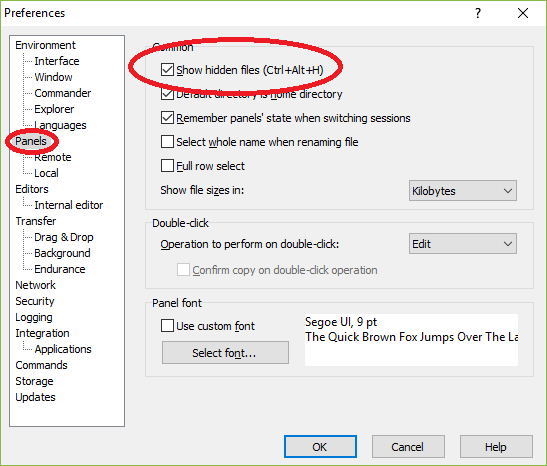 Preferences
Environment
Interface
Window
Commander
Explorer
Languages
Panels
Remote
Local
Editors
Internal editor
Transfer
Drag & Drop
Background
Endurance
Network
Security
Logging
Integration
Applications
Commands
Storage
Updates
Common
Show hidden files (Ctrl+Alt+H)
Default directory is home directory
Remember panels' state when switching sessions
Select whole name when renaming file
Full row select
Show file sizes in: Kilobytes
Double-click
Operation to perform on double-click: Edit
Confirm copy on double-click operation
Panel font
Use custom font
Select font...
Segoe UI, 9 pt
The Quick Brown Fox Jumps Over The La
OK Cancel Help